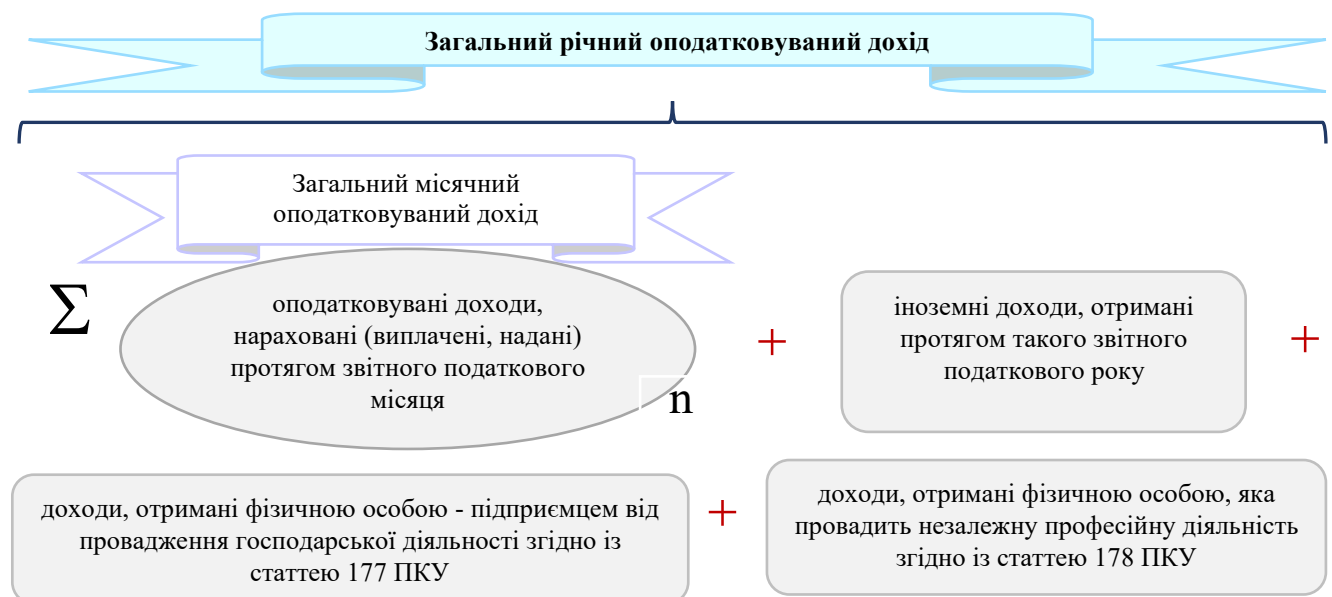 Загальний річний оподатковуваний дохід
Загальний місячний
оподатковуваний дохід
Σ
оподатковувані доходи,
нараховані (виплачені, надані)
протягом звітного податкового
місяця
n
+
іноземні доходи, отримані
протягом такого звітного
податкового року
+
доходи, отримані фізичною особою - підприємцем від
провадження господарської діяльності згідно із
статтею 177 ПКУ
+
доходи, отримані фізичною особою, яка
провадить незалежну професійну діяльність
згідно із статтею 178 ПКУ